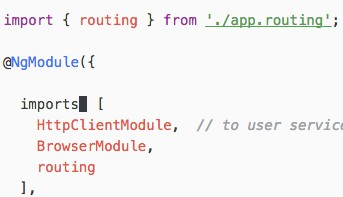 import { routing } from './app.routing';
@NgModule({
imports [
HttpClientModule, // to user service
BrowserModule,
routing
],